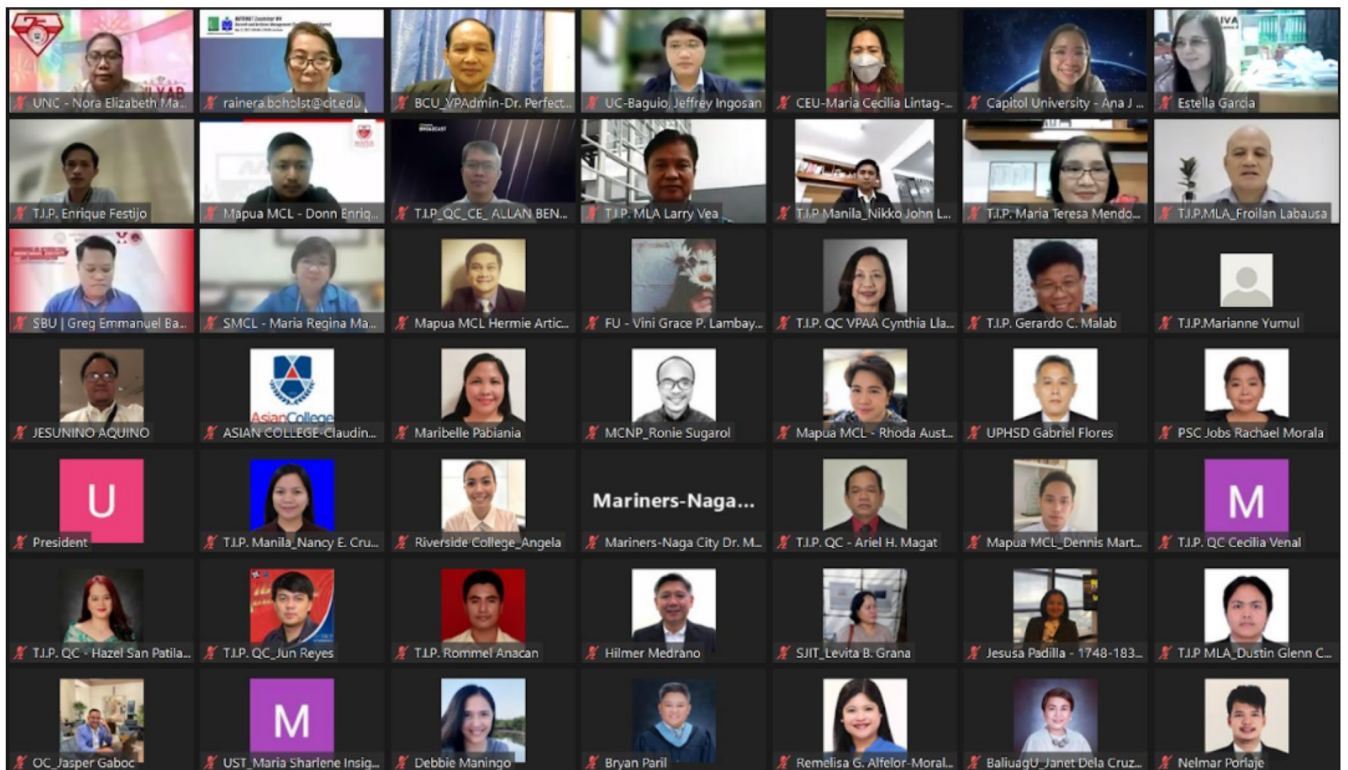 75
UNC - Nora Elizabeth Ma...
rainera.boholst@cit.edu
BCU_VPAdmin-Dr. Perfect...
UC-Baguio, Jeffrey Ingosan
CEU-Maria Cecilia Lintag-...
Capitol University - Ana J ...
Estella Garcia
T.I.P. Enrique Festijo
Mapua MCL - Donn Enriq...
BROADCAST
T.I.P_QC_CE_ ALLAN BEN...
T.I.P. MLA Larry Vea
T.I.P Manila_Nikko John L...
T.I.P. Maria Teresa Mendo...
T.I.P.MLA_Froilan Labausa
SBU | Greg Emmanuel Ba...
SMCL - Maria Regina Ma...
Mapua MCL Hermie Artic...
FU - Vini Grace P. Lambay...
T.I.P. QC VPAA Cynthia Lla...
T.I.P. Gerardo C. Malab
T.I.P.Marianne Yumul
JESUNINO AQUINO
AsianCollege
ASIAN COLLEGE-Claudin...
Maribelle Pabiania
MCNP_Ronie Sugarol
Mapua MCL - Rhoda Aust...
UPHSD Gabriel Flores
PSC Jobs Rachael Morala
U
President
T.I.P. Manila_Nancy E. Cru...
Riverside College_Angela
Mariners-Naga...
Mariners-Naga City Dr. M...
T.I.P. QC - Ariel H. Magat
Mapua MCL_Dennis Mart...
M
T.I.P. QC Cecilia Venal
T.I.P. QC - Hazel San Patila...
T.I.P. QC_Jun Reyes
T.I.P. Rommel Anacan
Hilmer Medrano
SJIT_Levita B. Grana
Jesusa Padilla - 1748-183...
T.I.P MLA_Dustin Glenn C...
OC_Jasper Gaboc
M
UST_Maria Sharlene Insig...
Debbie Maningo
Bryan Paril
Remelisa G. Alfelor-Moral...
BaliuagU_Janet Dela Cruz...
Nelmar Porlaje